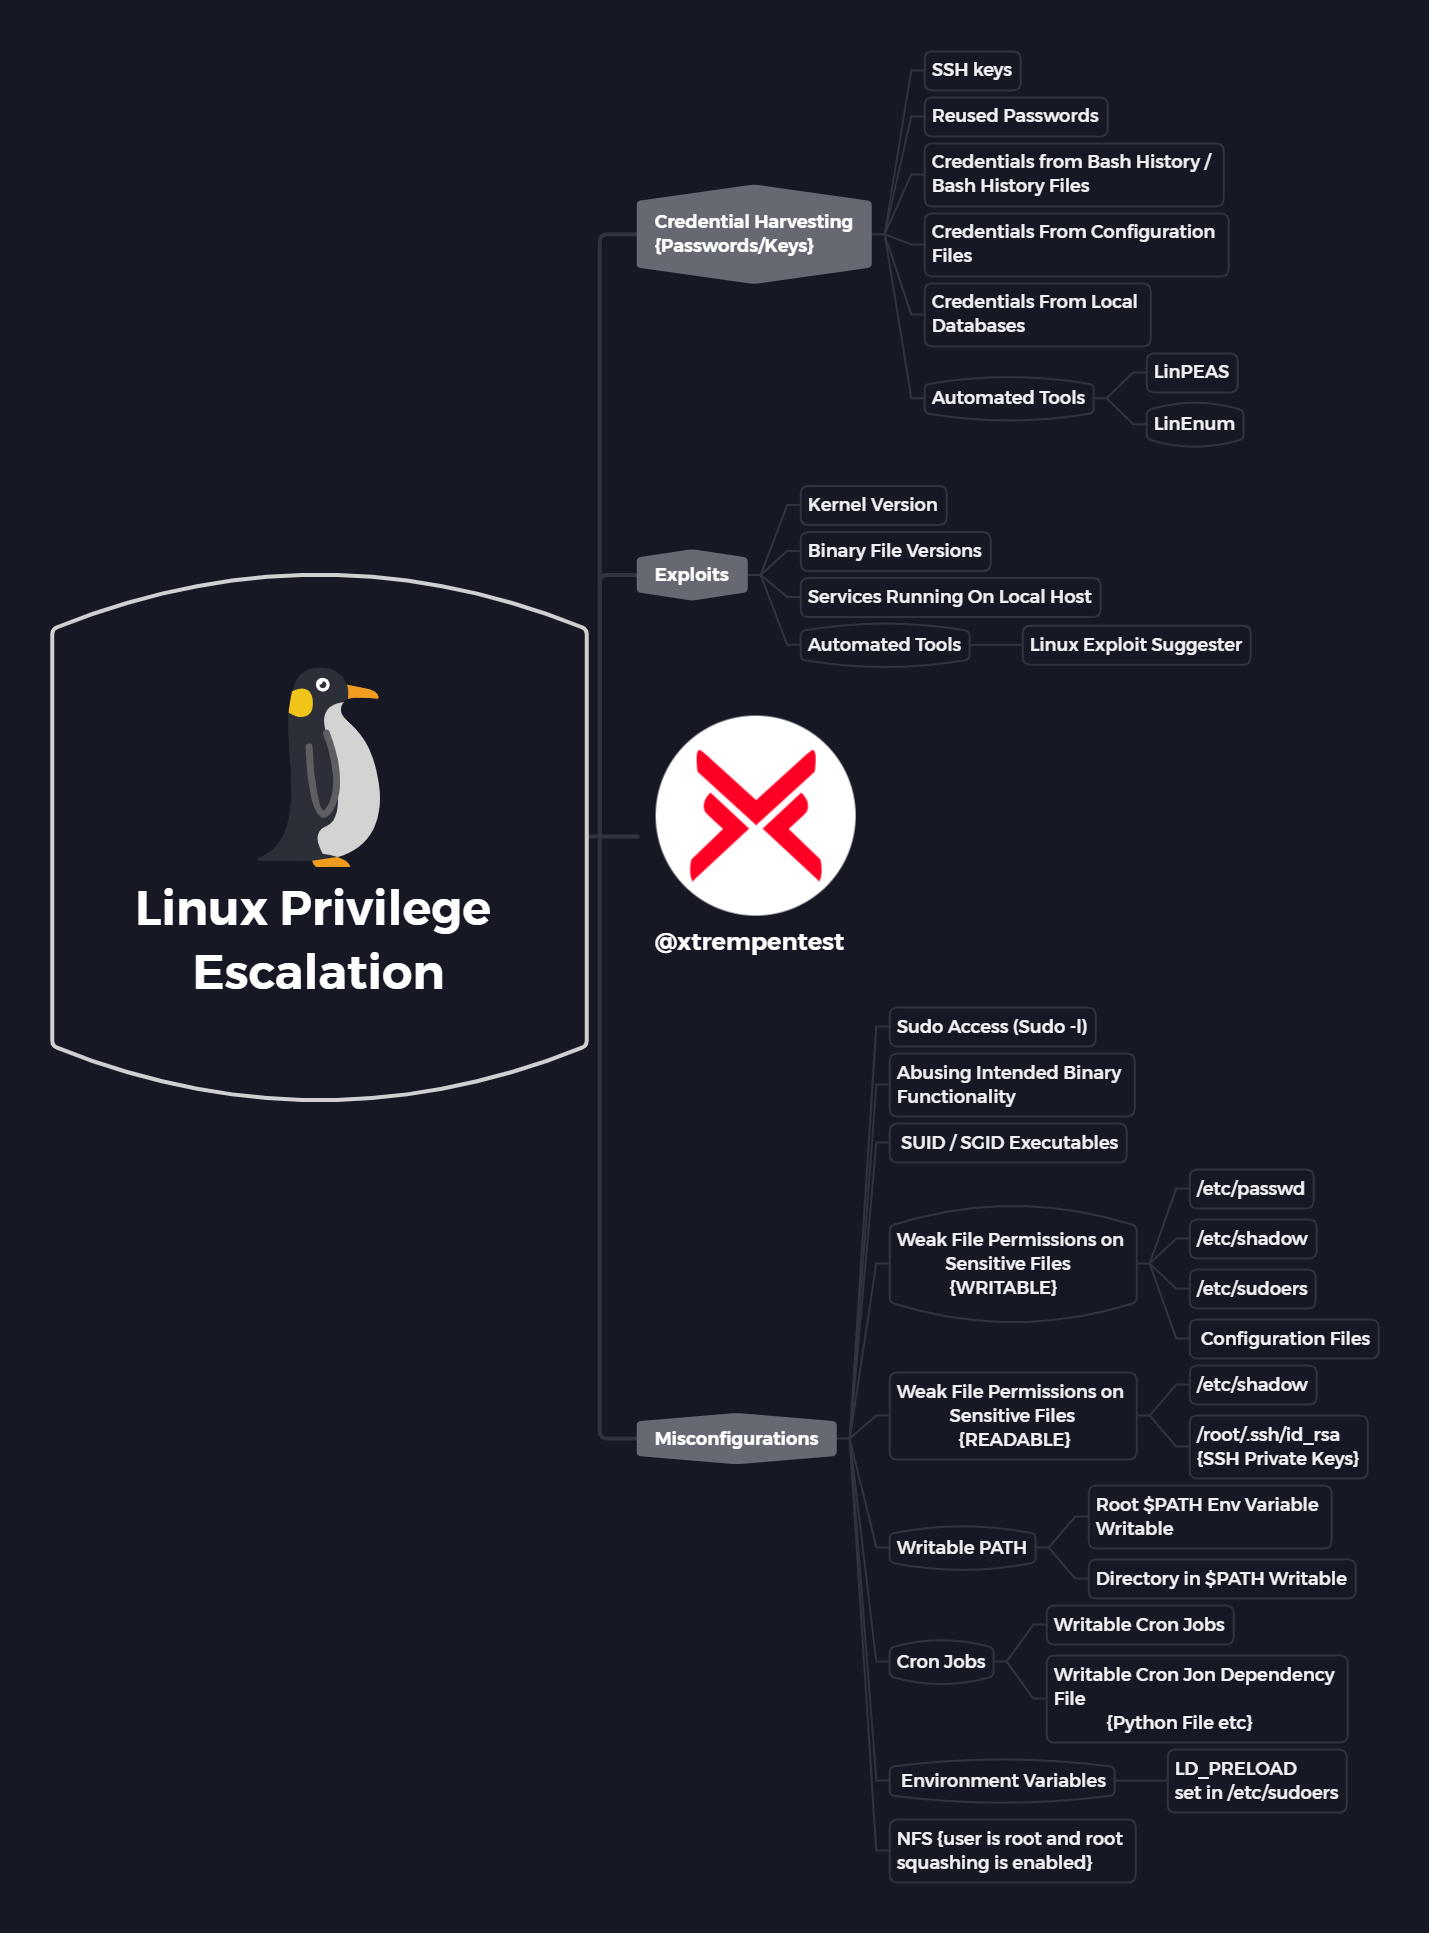 Linux Privilege
Escalation
Credential Harvesting
{Passwords/Keys}
SSH keys
Reused Passwords
Credentials from Bash History /
Bash History Files
Credentials From Configuration
Files
Credentials From Local
Databases
Automated Tools
LinPEAS
LinEnum
Exploits
Kernel Version
Binary File Versions
Services Running On Local Host
Automated Tools
Linux Exploit Suggester
@xtrempentest
Misconfigurations
Sudo Access (Sudo -l)
Abusing Intended Binary
Functionality
SUID / SGID Executables
Weak File Permissions on
Sensitive Files
{WRITABLE}
/etc/passwd
/etc/shadow
/etc/sudoers
Configuration Files
Weak File Permissions on
Sensitive Files
{READABLE}
/etc/shadow
/root/.ssh/id_rsa
{SSH Private Keys}
Writable PATH
Root $PATH Env Variable
Writable
Directory in $PATH Writable
Cron Jobs
Writable Cron Jobs
Writable Cron Jon Dependency
File
{Python File etc}
Environment Variables
LD_PRELOAD
set in /etc/sudoers
NFS {user is root and root
squashing is enabled}